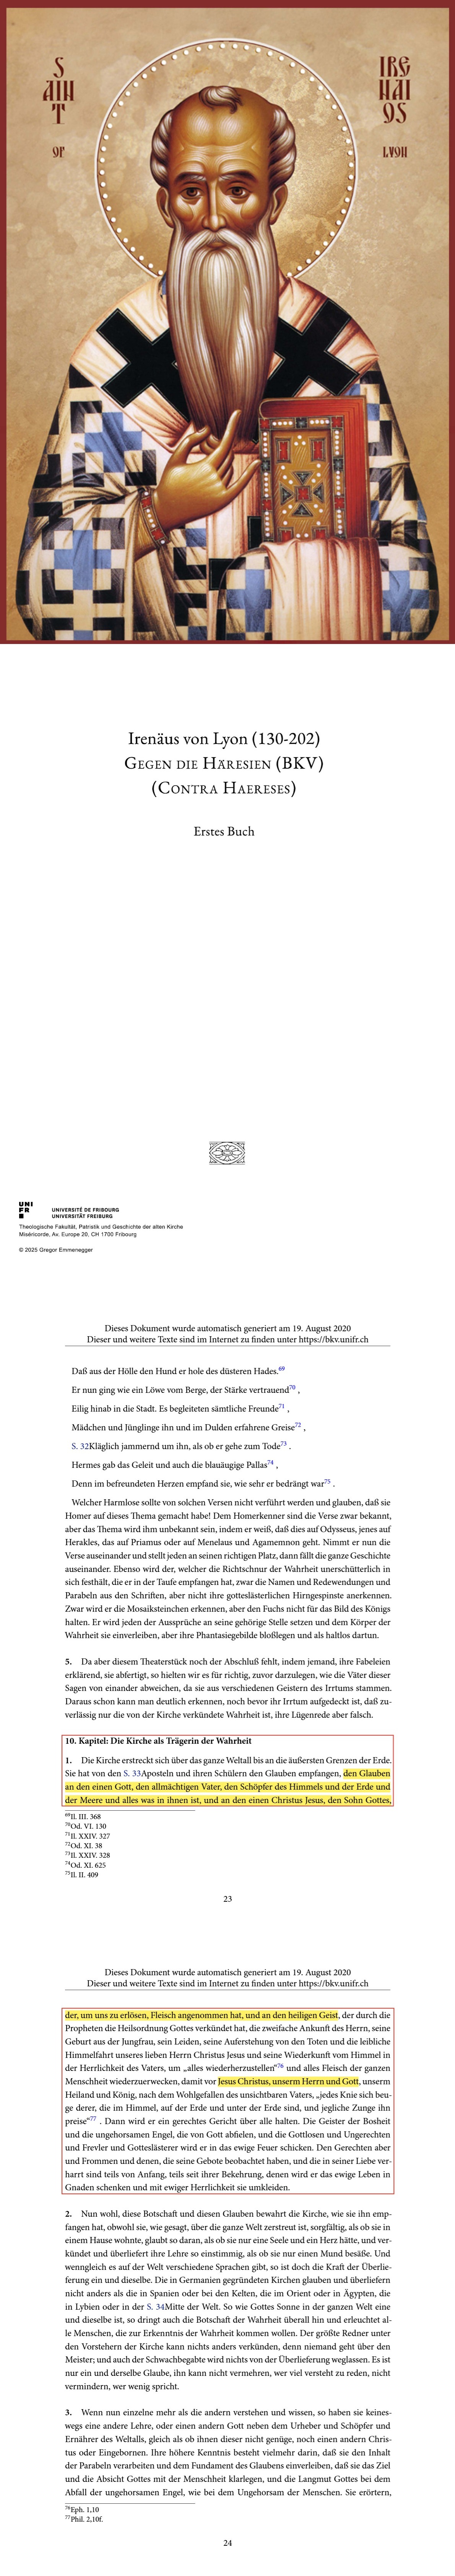 S
AIH
T
OF
IRE
HAI
OS
LYOH
Irenäus von Lyon (130-202)
Gegen die Häresien (BKV)
(Contra Haereses)
Erstes Buch
UNI
FR
UNIVERSITÉ DE FRIBOURG
UNIVERSITÄT FREIBURG
Theologische Fakultät, Patristik und Geschichte der alten Kirche
Miséricorde, Av. Europe 20, CH 1700 Fribourg
© 2025 Gregor Emmenegger
Dieses Dokument wurde automatisch generiert am 19. August 2020
Dieser und weitere Texte sind im Internet zu finden unter https://bkv.unifr.ch
Daß aus der Hölle den Hund er hole des düsteren Hades.69
Er nun ging wie ein Löwe vom Berge, der Stärke vertrauend70 ,
Eilig hinab in die Stadt. Es begleiteten sämtliche Freunde71 ,
Mädchen und Jünglinge ihn und im Dulden erfahrene Greise72 ,
S. 32Kläglich jammernd um ihn, als ob er gehe zum Tode73 .
Hermes gab das Geleit und auch die blauäugige Pallas74 ,
Denn im befreundeten Herzen empfand sie, wie sehr er bedrängt war75 .
Welcher Harmlose sollte von solchen Versen nicht verführt werden und glauben, daß sie
Homer auf dieses Thema gemacht habe! Dem Homerkenner sind die Verse zwar bekannt,
aber das Thema wird ihm unbekannt sein, indem er weiß, daß dies auf Odysseus, jenes auf
Herakles, das auf Priamus oder auf Menelaus und Agamemnon geht. Nimmt er nun die
Verse auseinander und stellt jeden an seinen richtigen Platz, dann fällt die ganze Geschichte
auseinander. Ebenso wird der, welcher die Richtschnur der Wahrheit unerschütterlich in
sich festhält, die er in der Taufe empfangen hat, zwar die Namen und Redewendungen und
Parabeln aus den Schriften, aber nicht ihre gotteslästerlichen Hirngespinste anerkennen.
Zwar wird er die Mosaiksteinchen erkennen, aber den Fuchs nicht für das Bild des Königs
halten. Er wird jeden der Aussprüche an seine gehörige Stelle setzen und dem Körper der
Wahrheit sie einverleiben, aber ihre Phantasiegebilde bloßlegen und als haltlos dartun.
5. Da aber diesem Theaterstück noch der Abschluß fehlt, indem jemand, ihre Fabeleien
erklärend, sie abfertigt, so hielten wir es für richtig, zuvor darzulegen, wie die Väter dieser
Sagen von einander abweichen, da sie aus verschiedenen Geistern des Irrtums stammen.
Daraus schon kann man deutlich erkennen, noch bevor ihr Irrtum aufgedeckt ist, daß zu-
verlässig nur die von der Kirche verkündete Wahrheit ist, ihre Lügenrede aber falsch.
10. Kapitel: Die Kirche als Trägerin der Wahrheit
1. Die Kirche erstreckt sich über das ganze Weltall bis an die äußersten Grenzen der Erde.
Sie hat von den S. 33Aposteln und ihren Schülern den Glauben empfangen, den Glauben
an den einen Gott, den allmächtigen Vater, den Schöpfer des Himmels und der Erde und
der Meere und alles was in ihnen ist, und an den einen Christus Jesus, den Sohn Gottes,
69Il. III. 368
70Od. VI. 130
71Il. XXIV. 327
72Od. XI. 38
73Il. XXIV. 328
74Od. XI. 625
75Il. II. 409
23
Dieses Dokument wurde automatisch generiert am 19. August 2020
Dieser und weitere Texte sind im Internet zu finden unter https://bkv.unifr.ch
der, um uns zu erlösen, Fleisch angenommen hat, und an den heiligen Geist, der durch die
Propheten die Heilsordnung Gottes verkündet hat, die zweifache Ankunft des Herrn, seine
Geburt aus der Jungfrau, sein Leiden, seine Auferstehung von den Toten und die leibliche
Himmelfahrt unseres lieben Herrn Christus Jesus und seine Wiederkunft vom Himmel in
der Herrlichkeit des Vaters, um „alles wiederherzustellen“76 und alles Fleisch der ganzen
Menschheit wiederzuerwecken, damit vor Jesus Christus, unserm Herrn und Gott, unserm
Heiland und König, nach dem Wohlgefallen des unsichtbaren Vaters, „jedes Knie sich beu-
ge derer, die im Himmel, auf der Erde und unter der Erde sind, und jegliche Zunge ihn
preise“77 . Dann wird er ein gerechtes Gericht über alle halten. Die Geister der Bosheit
und die ungehorsamen Engel, die von Gott abfielen, und die Gottlosen und Ungerechten
und Frevler und Gotteslästerer wird er in das ewige Feuer schicken. Den Gerechten aber
und Frommen und denen, die seine Gebote beobachtet haben, und die in seiner Liebe ver-
harrt sind teils von Anfang, teils seit ihrer Bekehrung, denen wird er das ewige Leben in
Gnaden schenken und mit ewiger Herrlichkeit sie umkleiden.
2. Nun wohl, diese Botschaft und diesen Glauben bewahrt die Kirche, wie sie ihn emp-
fangen hat, obwohl sie, wie gesagt, über die ganze Welt zerstreut ist, sorgfältig, als ob sie in
einem Hause wohnte, glaubt so daran, als ob sie nur eine Seele und ein Herz hätte, und ver-
kündet und überliefert ihre Lehre so einstimmig, als ob sie nur einen Mund besäße. Und
wenngleich es auf der Welt verschiedene Sprachen gibt, so ist doch die Kraft der Überlie-
ferung ein und dieselbe. Die in Germanien gegründeten Kirchen glauben und überliefern
nicht anders als die in Spanien oder bei den Kelten, die im Orient oder in Ägypten, die
in Lybien oder in der S. 34Mitte der Welt. So wie Gottes Sonne in der ganzen Welt eine
und dieselbe ist, so dringt auch die Botschaft der Wahrheit überall hin und erleuchtet al-
le Menschen, die zur Erkenntnis der Wahrheit kommen wollen. Der größte Redner unter
den Vorstehern der Kirche kann nichts anders verkünden, denn niemand geht über den
Meister; und auch der Schwachbegabte wird nichts von der Überlieferung weglassen. Es ist
nur ein und derselbe Glaube, ihn kann nicht vermehren, wer viel versteht zu reden, nicht
vermindern, wer wenig spricht.
3. Wenn nun einzelne mehr als die andern verstehen und wissen, so haben sie keines-
wegs eine andere Lehre, oder einen andern Gott neben dem Urheber und Schöpfer und
Ernährer des Weltalls, gleich als ob ihnen dieser nicht genüge, noch einen andern Chris-
tus oder Eingebornen. Ihre höhere Kenntnis besteht vielmehr darin, daß sie den Inhalt
der Parabeln verarbeiten und dem Fundament des Glaubens einverleiben, daß sie das Ziel
und die Absicht Gottes mit der Menschheit klarlegen, und die Langmut Gottes bei dem
Abfall der ungehorsamen Engel, wie bei dem Ungehorsam der Menschen. Sie erörtern,
76Eph. 1,10
77Phil. 2,10f.
24